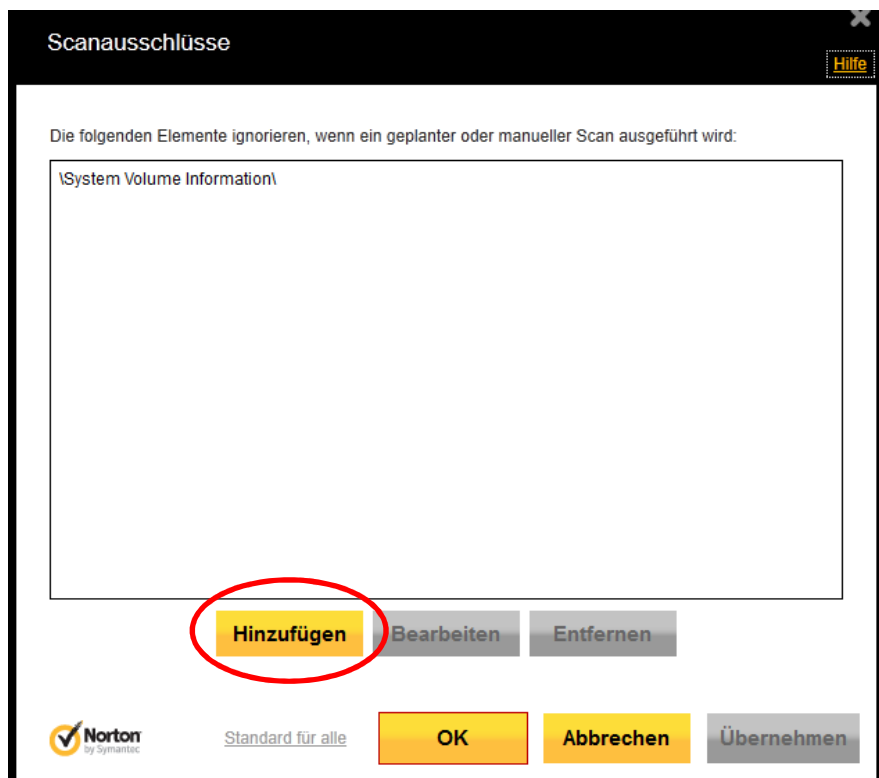 Scanausschlüsse
Hilfe
Die folgenden Elemente ignorieren, wenn ein geplanter oder manueller Scan ausgeführt wird:
\System Volume Information\
Hinzufügen
Bearbeiten
Entfernen
Norton
by Symantec
Standard für alle
OK
Abbrechen
Übernehmen